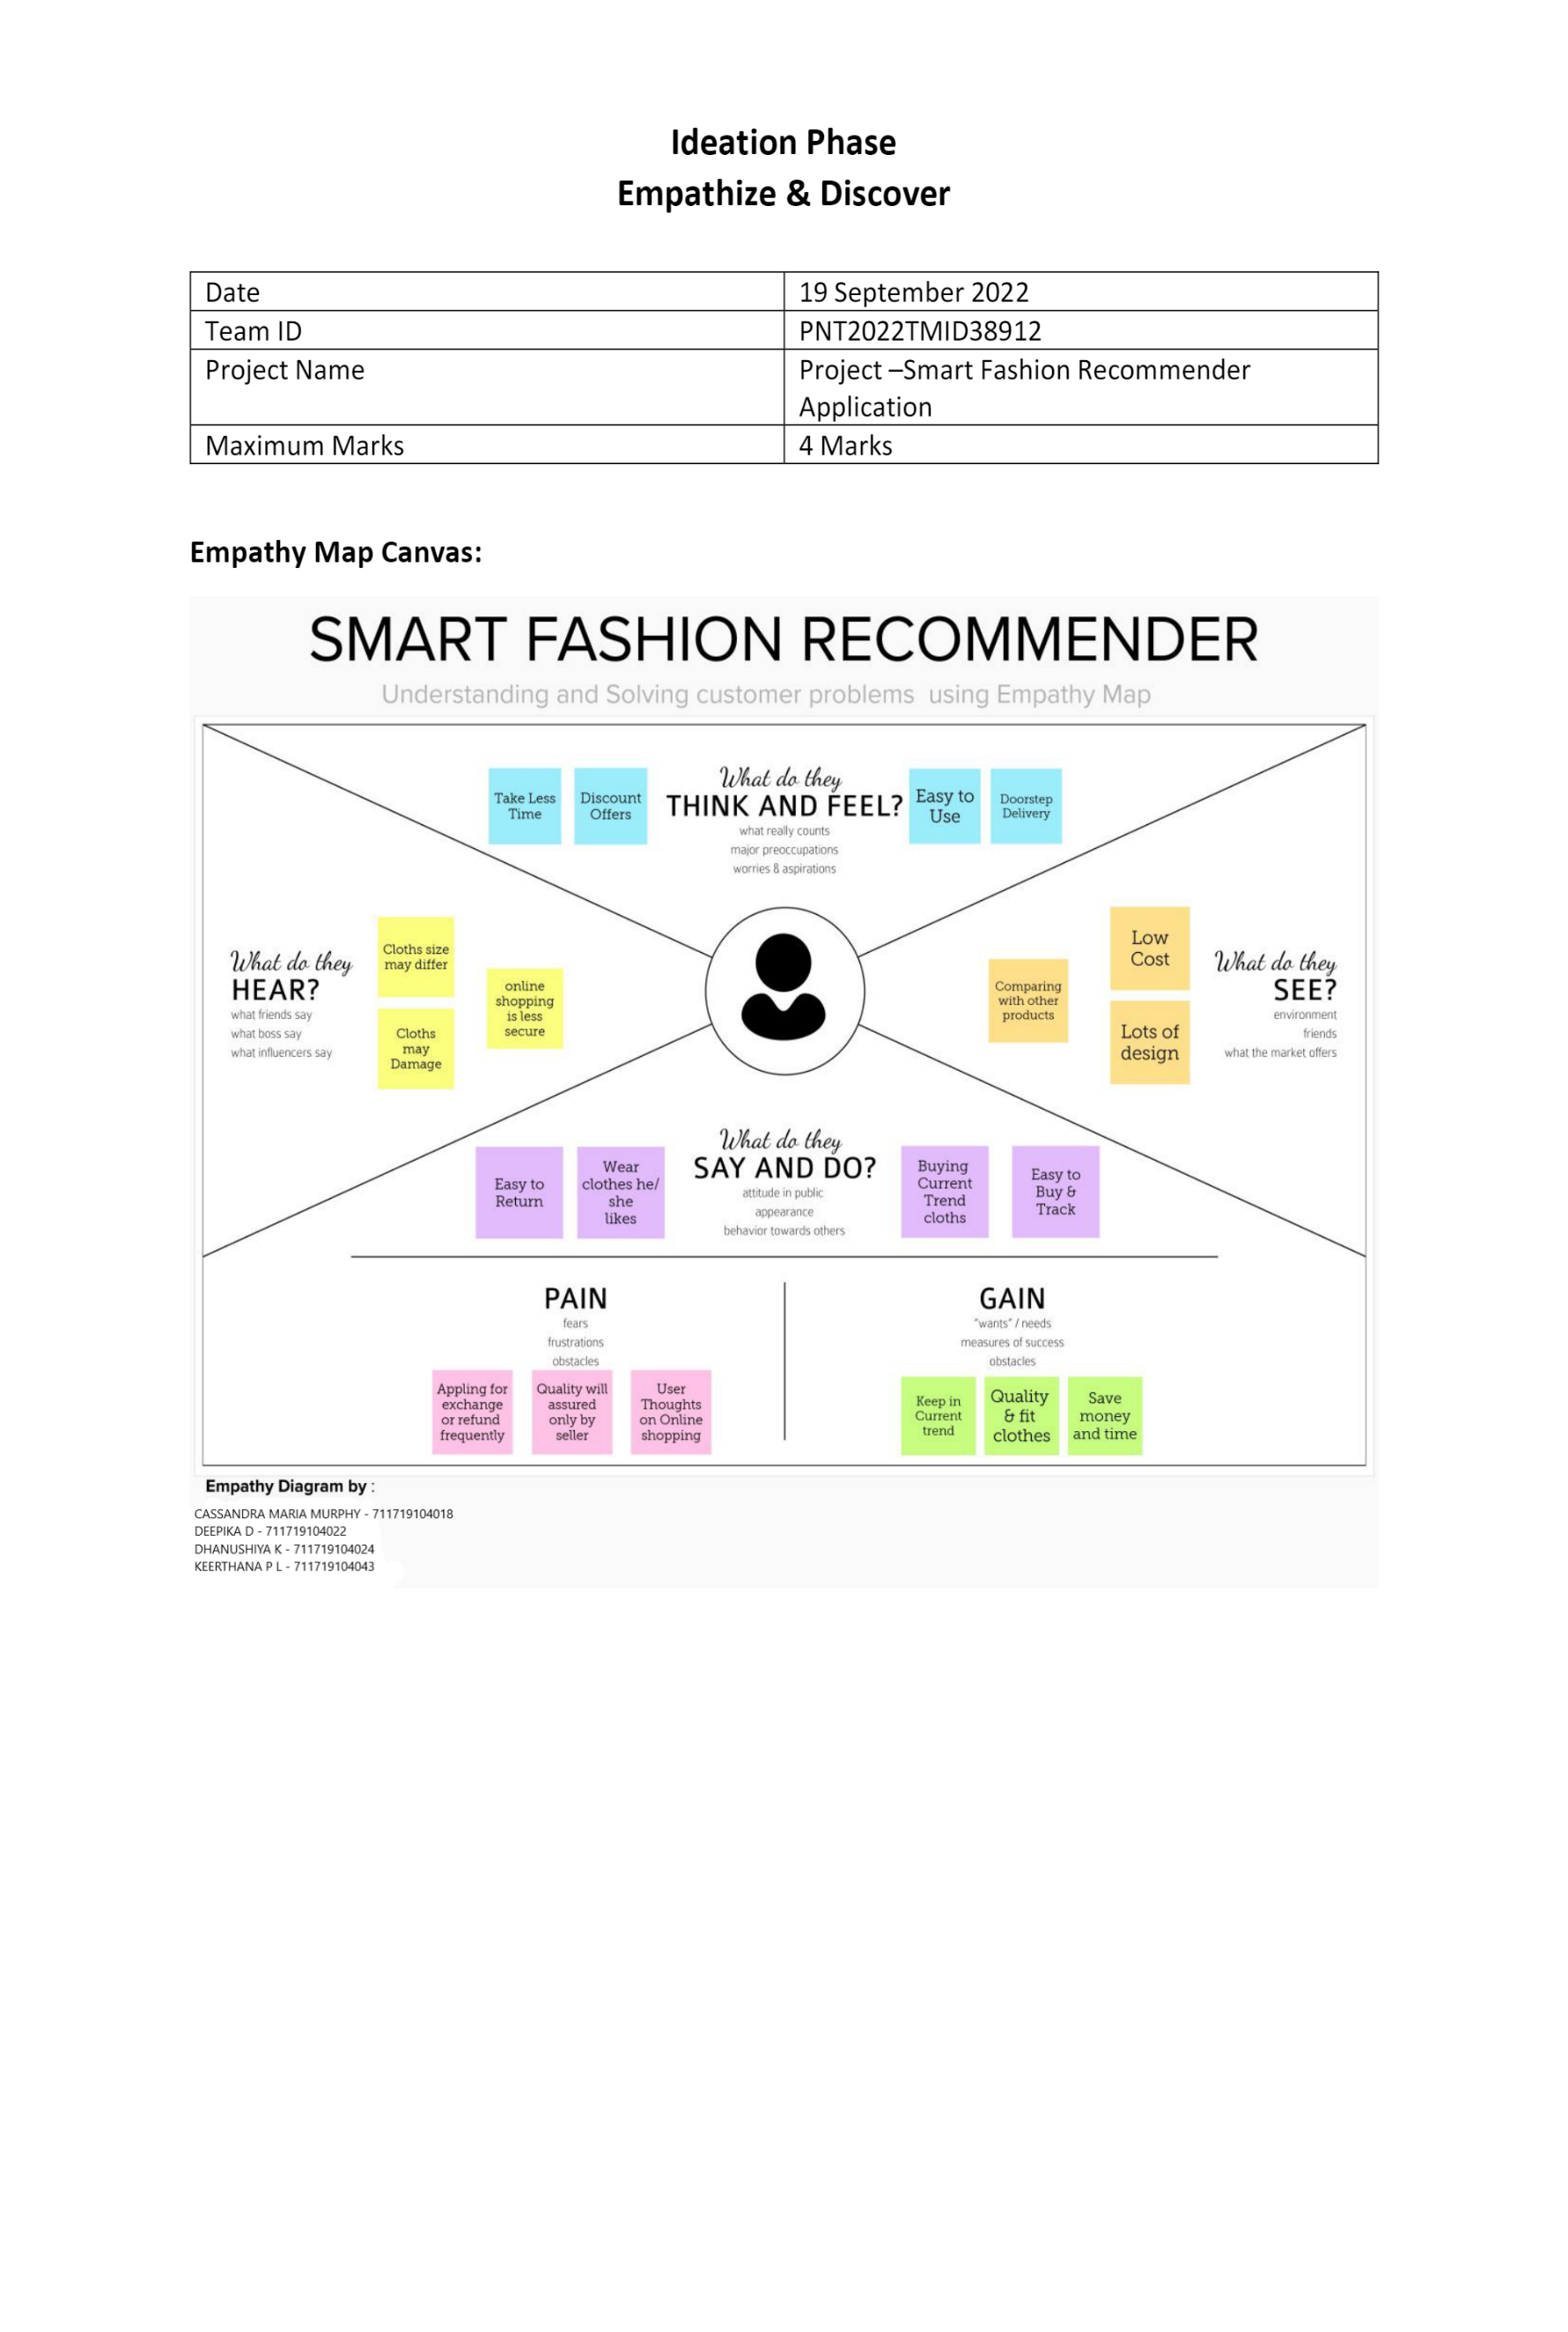 Ideation Phase
Empathize & Discover
Date
19 September 2022
Team ID
PNT2022TMID38912
Project Name
Project –Smart Fashion Recommender
Application
Maximum Marks
4 Marks
Empathy Map Canvas:
SMART FASHION RECOMMENDER
Understanding and Solving customer problems using Empathy Map
Take Less
Time
Discount
Offers
What do they
THINK AND FEEL?
what really counts
major preoccupations
worries & aspirations
Easy to
Use
Doorstep
Delivery
What do they
HEAR?
what friends say
what boss say
what influencers say
Cloths size
may differ
Cloths
may
Damage
online
shopping
is less
secure
Comparing
with other
products
Low
Cost
Lots of
design
What do they
SEE?
environment
friends
what the market offers
Easy to
Return
Wear
clothes he/
she
likes
What do they
SAY AND DO?
attitude in public
appearance
behavior towards others
Buying
Current
Trend
cloths
Easy to
Buy &
Track
PAIN
fears
frustrations
obstacles
Appling for
exchange
or refund
frequently
Quality will
assured
only by
seller
User
Thoughts
on Online
shopping
GAIN
"wants" / needs
measures of success
obstacles
Keep in
Current
trend
Quality
& fit
clothes
Save
money
and time
Empathy Diagram by :
CASSANDRA MARIA MURPHY - 711719104018
DEEPIKA D - 711719104022
DHANUSHIYA K - 711719104024
KEERTHANA P L - 711719104043